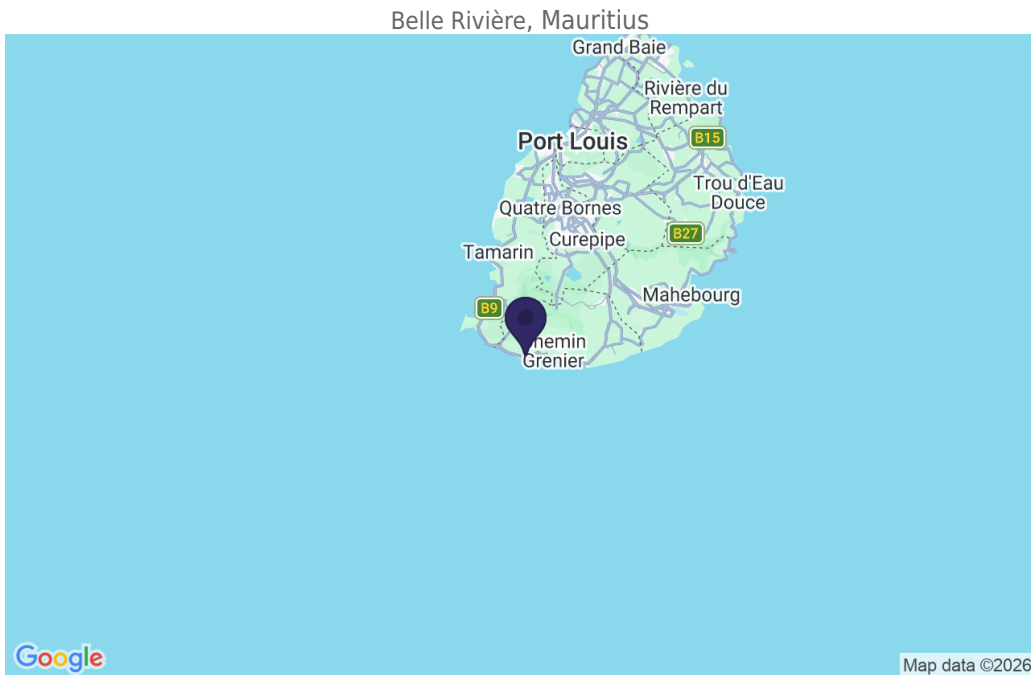 Belle Rivière, Mauritius
Grand Baie
Rivière du
Rempart
B15
Port Louis
Trou d'Eau
Douce
Quatre Bornes
B27
Curepipe
Tamarin
Mahebourg
B9
hemin
Grenier
Google
Map data ©2026